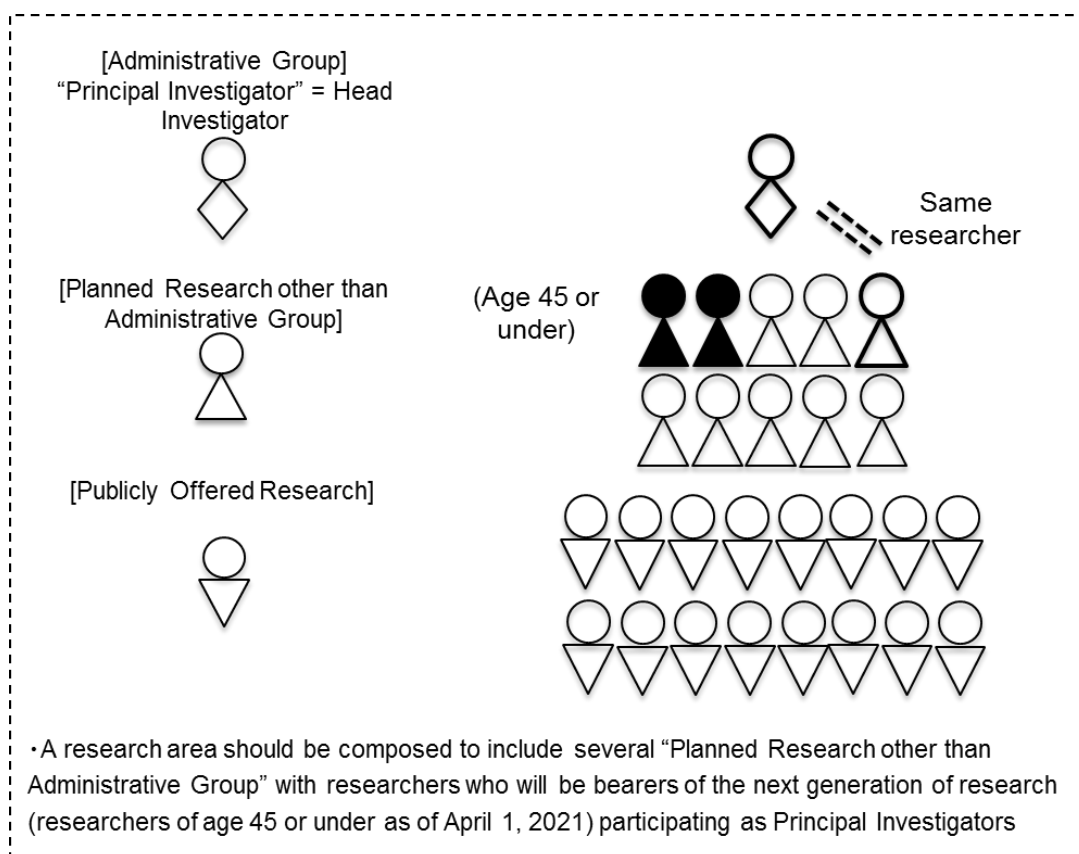 [Administrative Group]
“Principal Investigator” = Head
Investigator
Same
researcher
[Planned Research other than
Administrative Group]
(Age 45 or
under)
[Publicly Offered Research]
・A research area should be composed to include several “Planned Research other than
Administrative Group” with researchers who will be bearers of the next generation of research
(researchers of age 45 or under as of April 1, 2021) participating as Principal Investigators